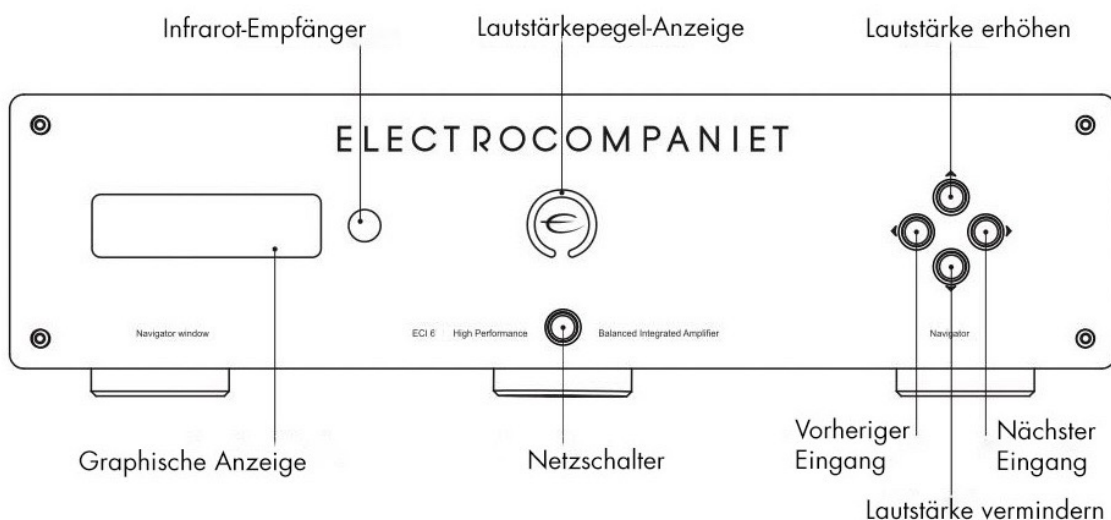 Infrarot-Empfänger
Lautstärkepegel-Anzeige
Lautstärke erhöhen
ELECTROCOMPANIET
Navigator window
ECI 6 High Performance
Balanced Integrated Amplifier
Navigator
Graphische Anzeige
Netzschalter
Vorheriger
Eingang
Nächster
Eingang
Lautstärke vermindern